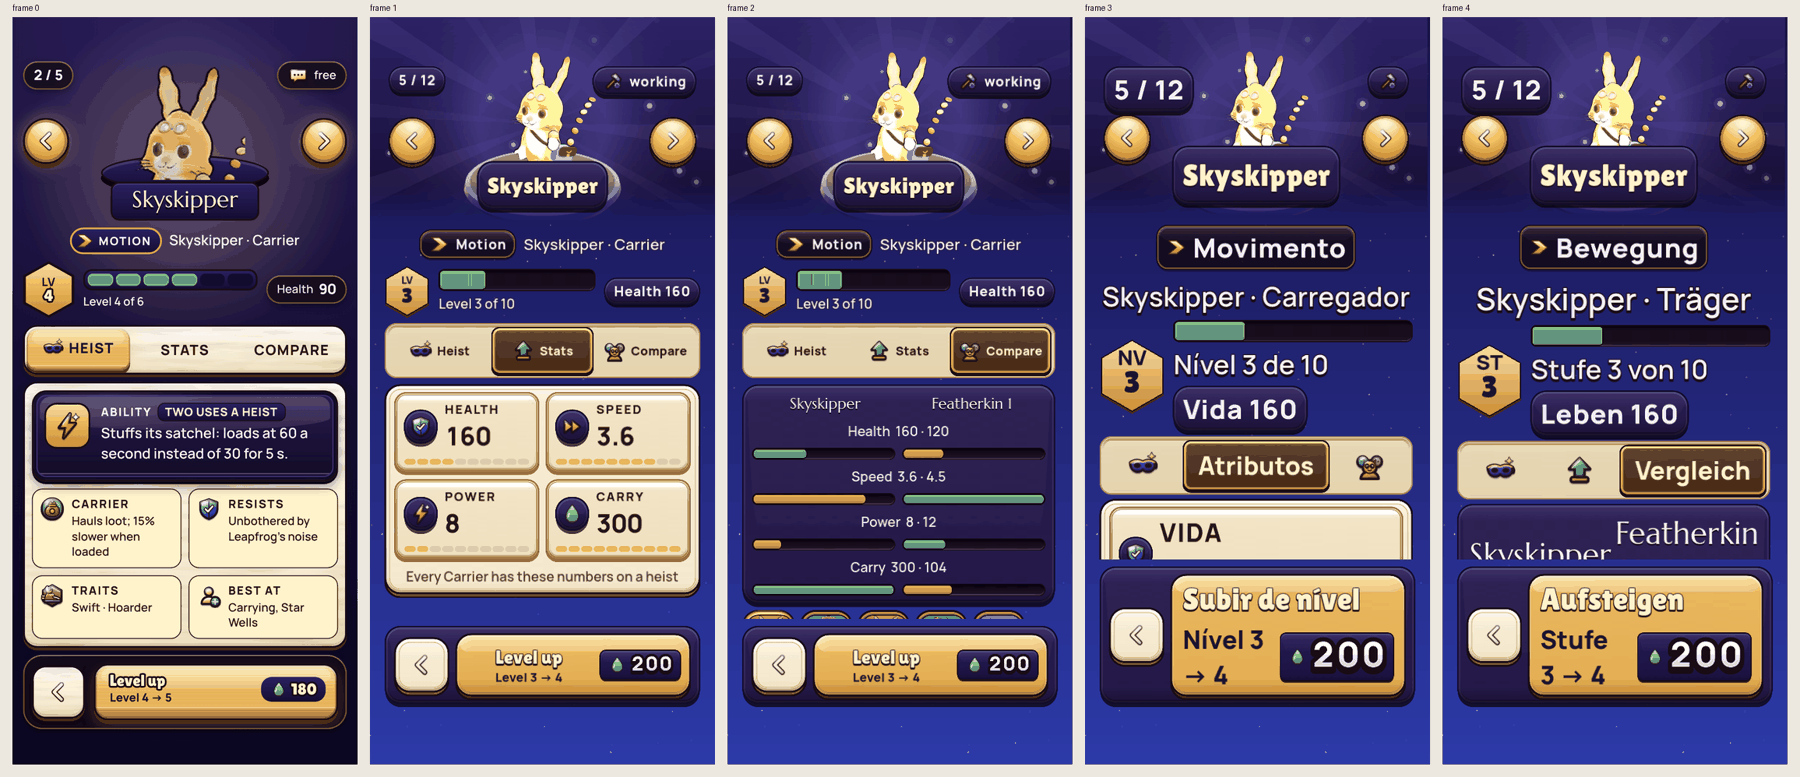 frame 0
2 / 5
free
Skyskipper
MOTION Skyskipper · Carrier
LV 4
Level 4 of 6
Health 90
HEIST STATS COMPARE
ABILITY TWO USES A HEIST
Stuffs its satchel: loads at 60 a
second instead of 30 for 5 s.
CARRIER
Hauls loot; 15%
slower when
loaded
RESISTS
Unbothered by
Leapfrog's noise
TRAITS
Swift · Hoarder
BEST AT
Carrying, Star
Wells
Level up
Level 4 → 5
180
frame 1
5 / 12
working
Skyskipper
Motion Skyskipper · Carrier
LV 3
Level 3 of 10
Health 160
Heist Stats Compare
HEALTH
160
SPEED
3.6
POWER
8
CARRY
300
Every Carrier has these numbers on a heist
Level up
Level 3 → 4
200
frame 2
5 / 12
working
Skyskipper
Motion Skyskipper · Carrier
LV 3
Level 3 of 10
Health 160
Heist Stats Compare
Skyskipper Featherkin 1
Health 160 · 120
Speed 3.6 · 4.5
Power 8 · 12
Carry 300 · 104
Level up
Level 3 → 4
200
frame 3
5 / 12
Skyskipper
Movimento
Skyskipper · Carregador
NV 3
Nível 3 de 10
Vida 160
Atributos
VIDA
Subir de nível
Nível 3
→ 4
200
frame 4
5 / 12
Skyskipper
Bewegung
Skyskipper · Träger
ST 3
Stufe 3 von 10
Leben 160
Vergleich
Featherkin
Skyskipper
Aufsteigen
Stufe
3 → 4
200